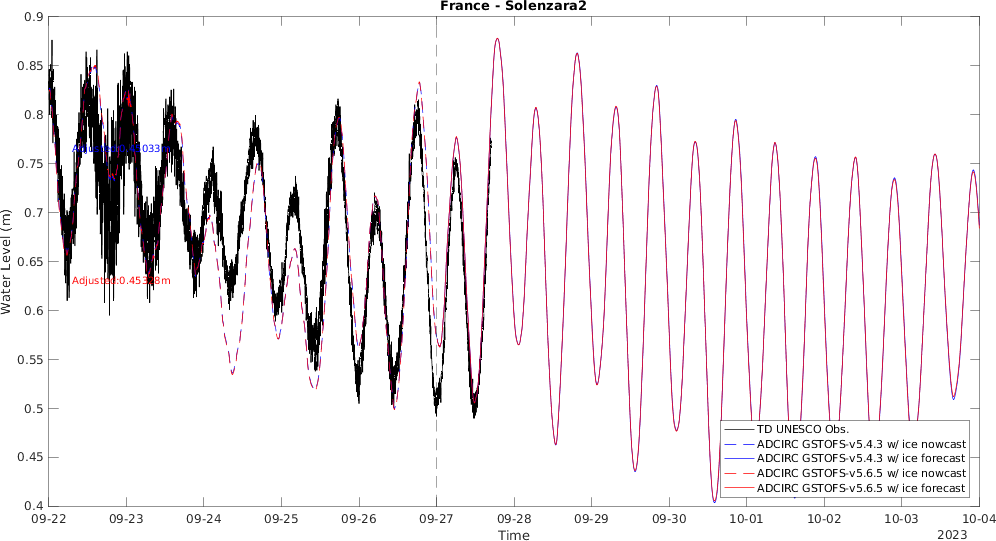 France - Solenzara2
Water Level (m)
0.9
0.85
0.8
0.75
0.7
0.65
0.6
0.55
0.5
0.45
0.4
Adjusted:0.45328m
TD UNESCO Obs.
ADCIRC GSTOFS-v5.4.3 w/ ice nowcast
ADCIRC GSTOFS-v5.4.3 w/ ice forecast
ADCIRC GSTOFS-v5.6.5 w/ ice nowcast
ADCIRC GSTOFS-v5.6.5 w/ ice forecast
09-22 09-23 09-24 09-25 09-26 09-27 09-28 09-29 09-30 10-01 10-02 10-03 10-04
Time
2023